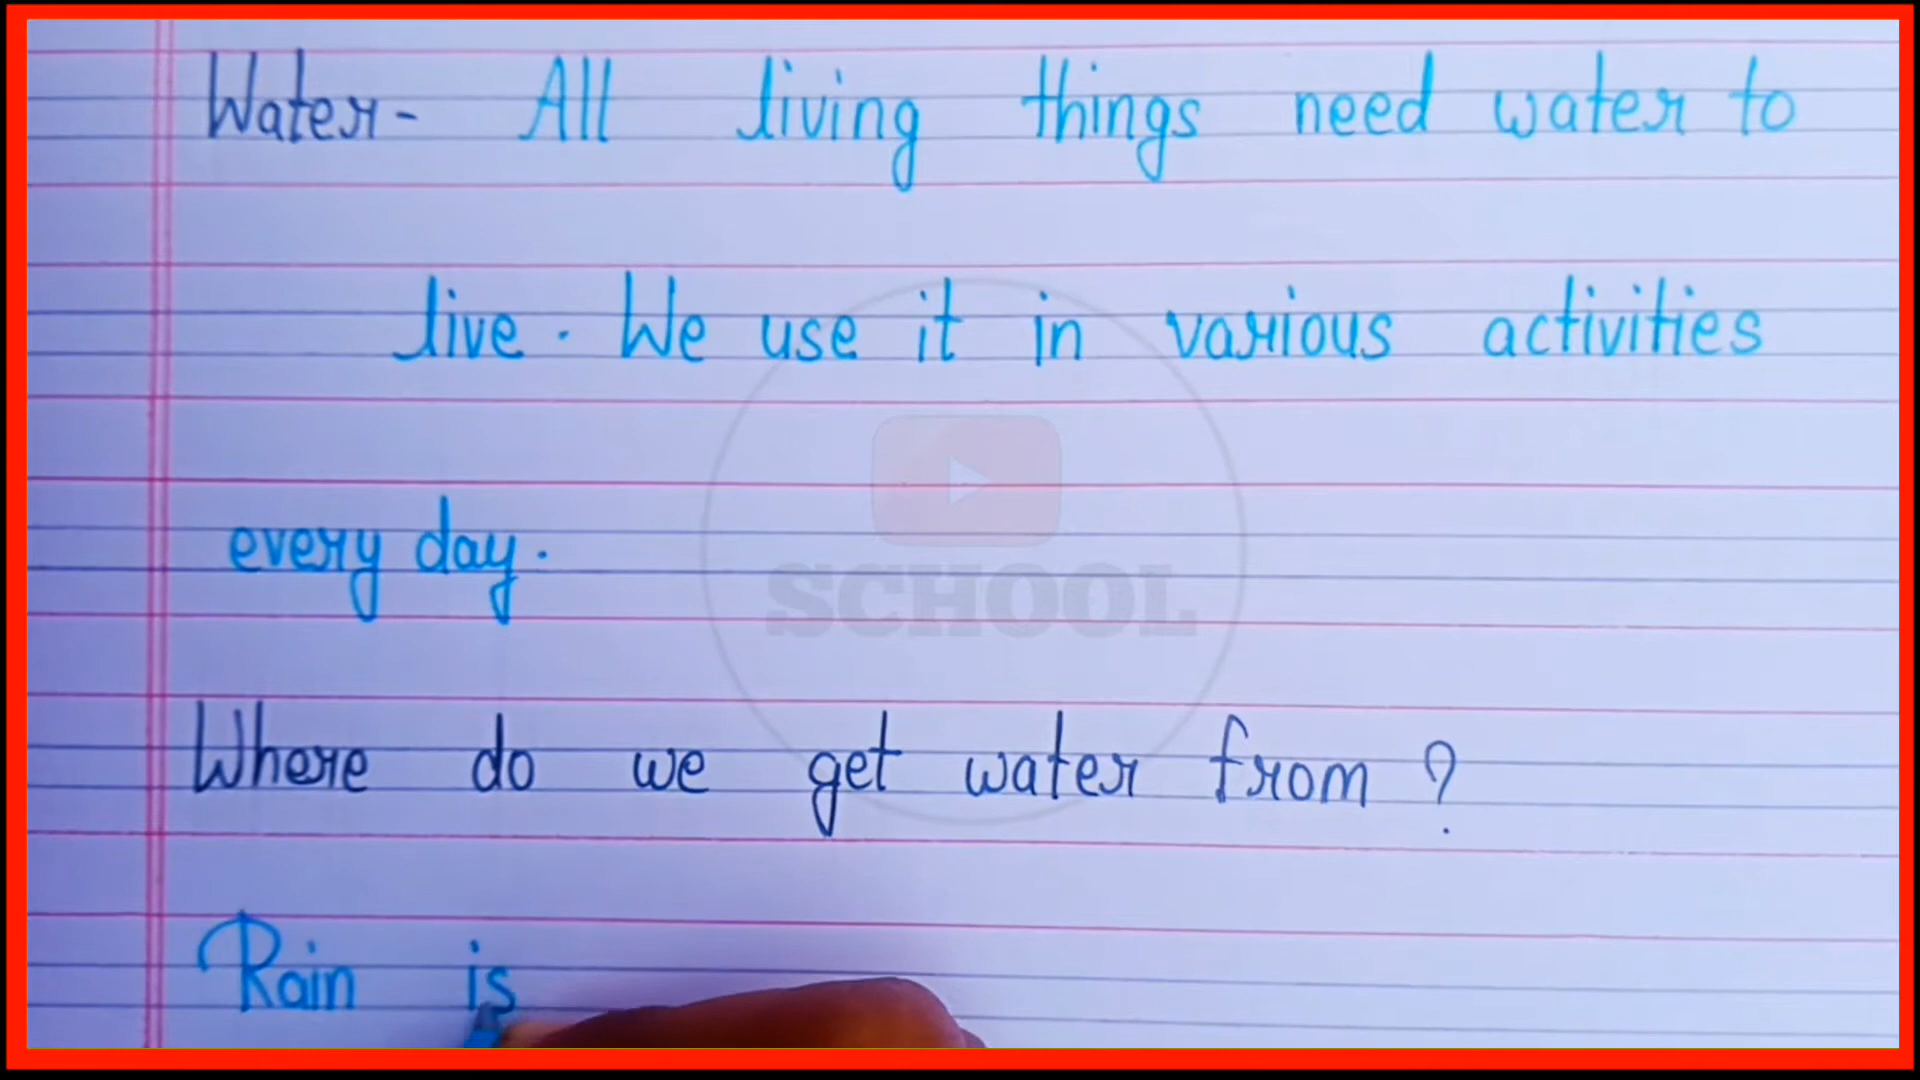 Water- All living things need water to
live. We use it in various activities
every day.
SCHOOL
Where do we get water from ?
Rain is